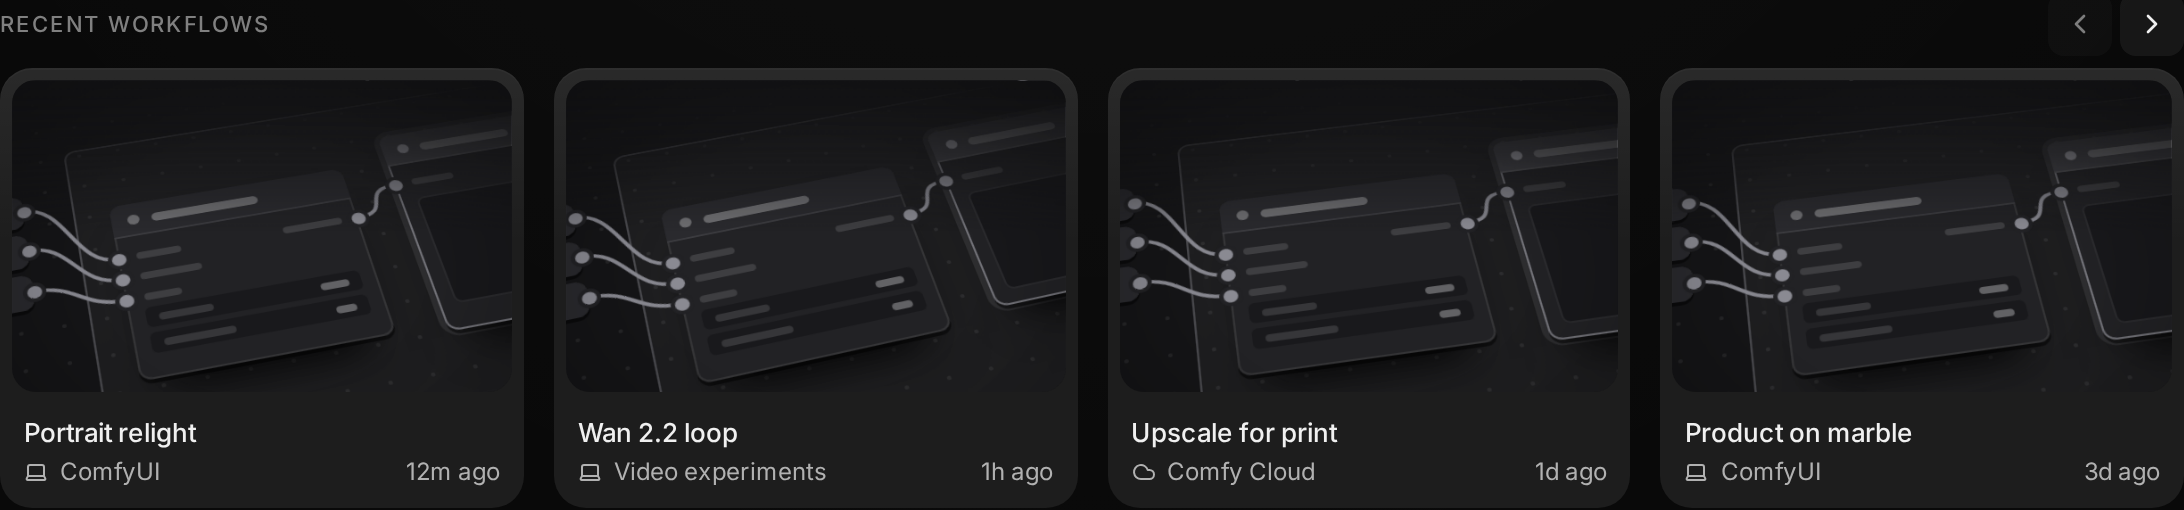 RECENT WORKFLOWS
Portrait relight
ComfyUI
12m ago
Wan 2.2 loop
Video experiments
1h ago
Upscale for print
Comfy Cloud
1d ago
Product on marble
ComfyUI
3d ago